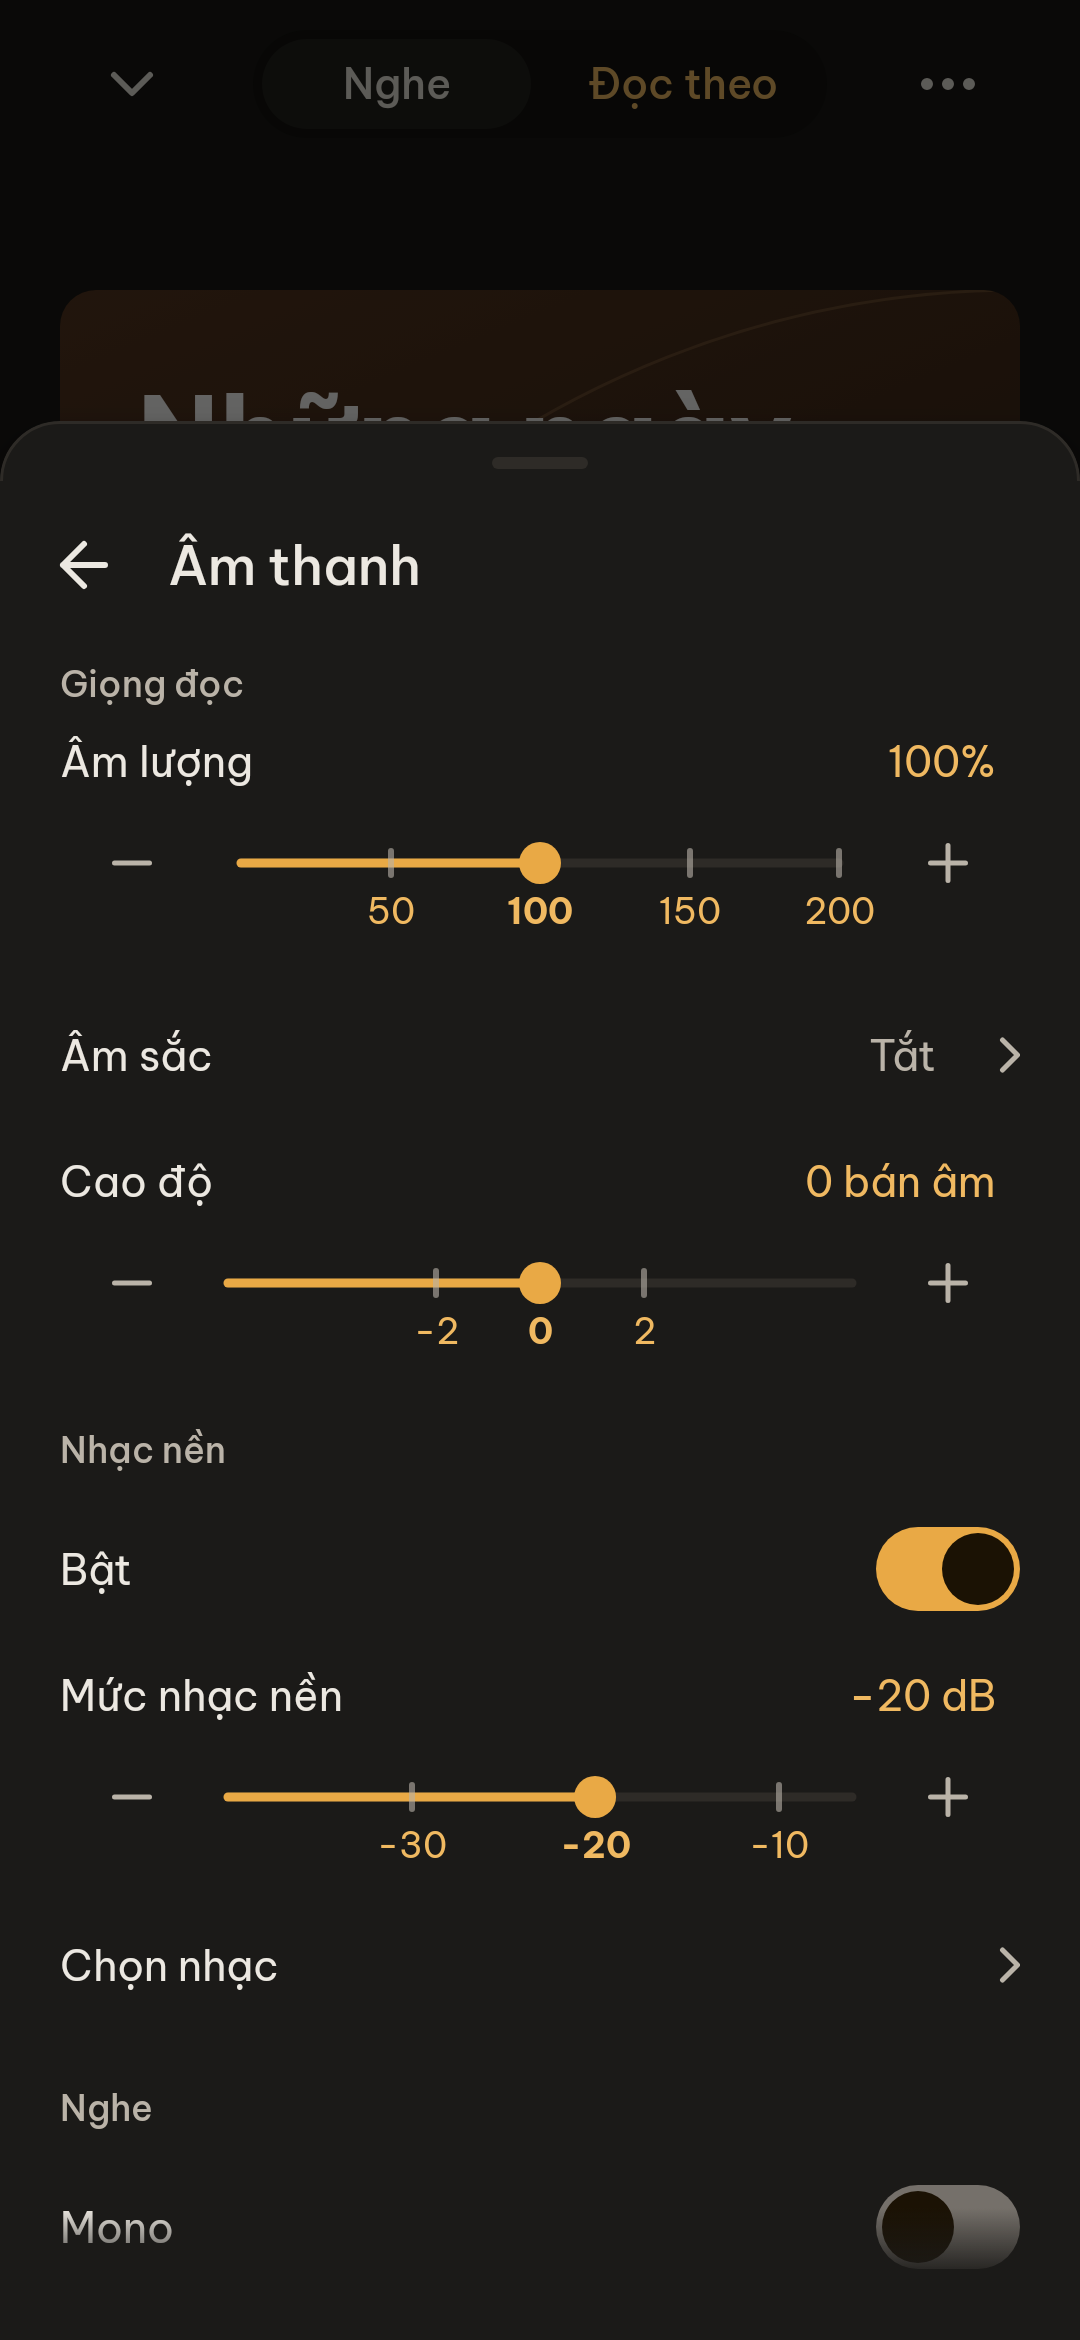 Nghe
Đọc theo
Những ngày
Âm thanh
Giọng đọc
Âm lượng
100%
50
100
150
200
Âm sắc
Tắt
Cao độ
0 bán âm
-2
0
2
Nhạc nền
Bật
Mức nhạc nền
-20 dB
-30
-20
-10
Chọn nhạc
Nghe
Mono